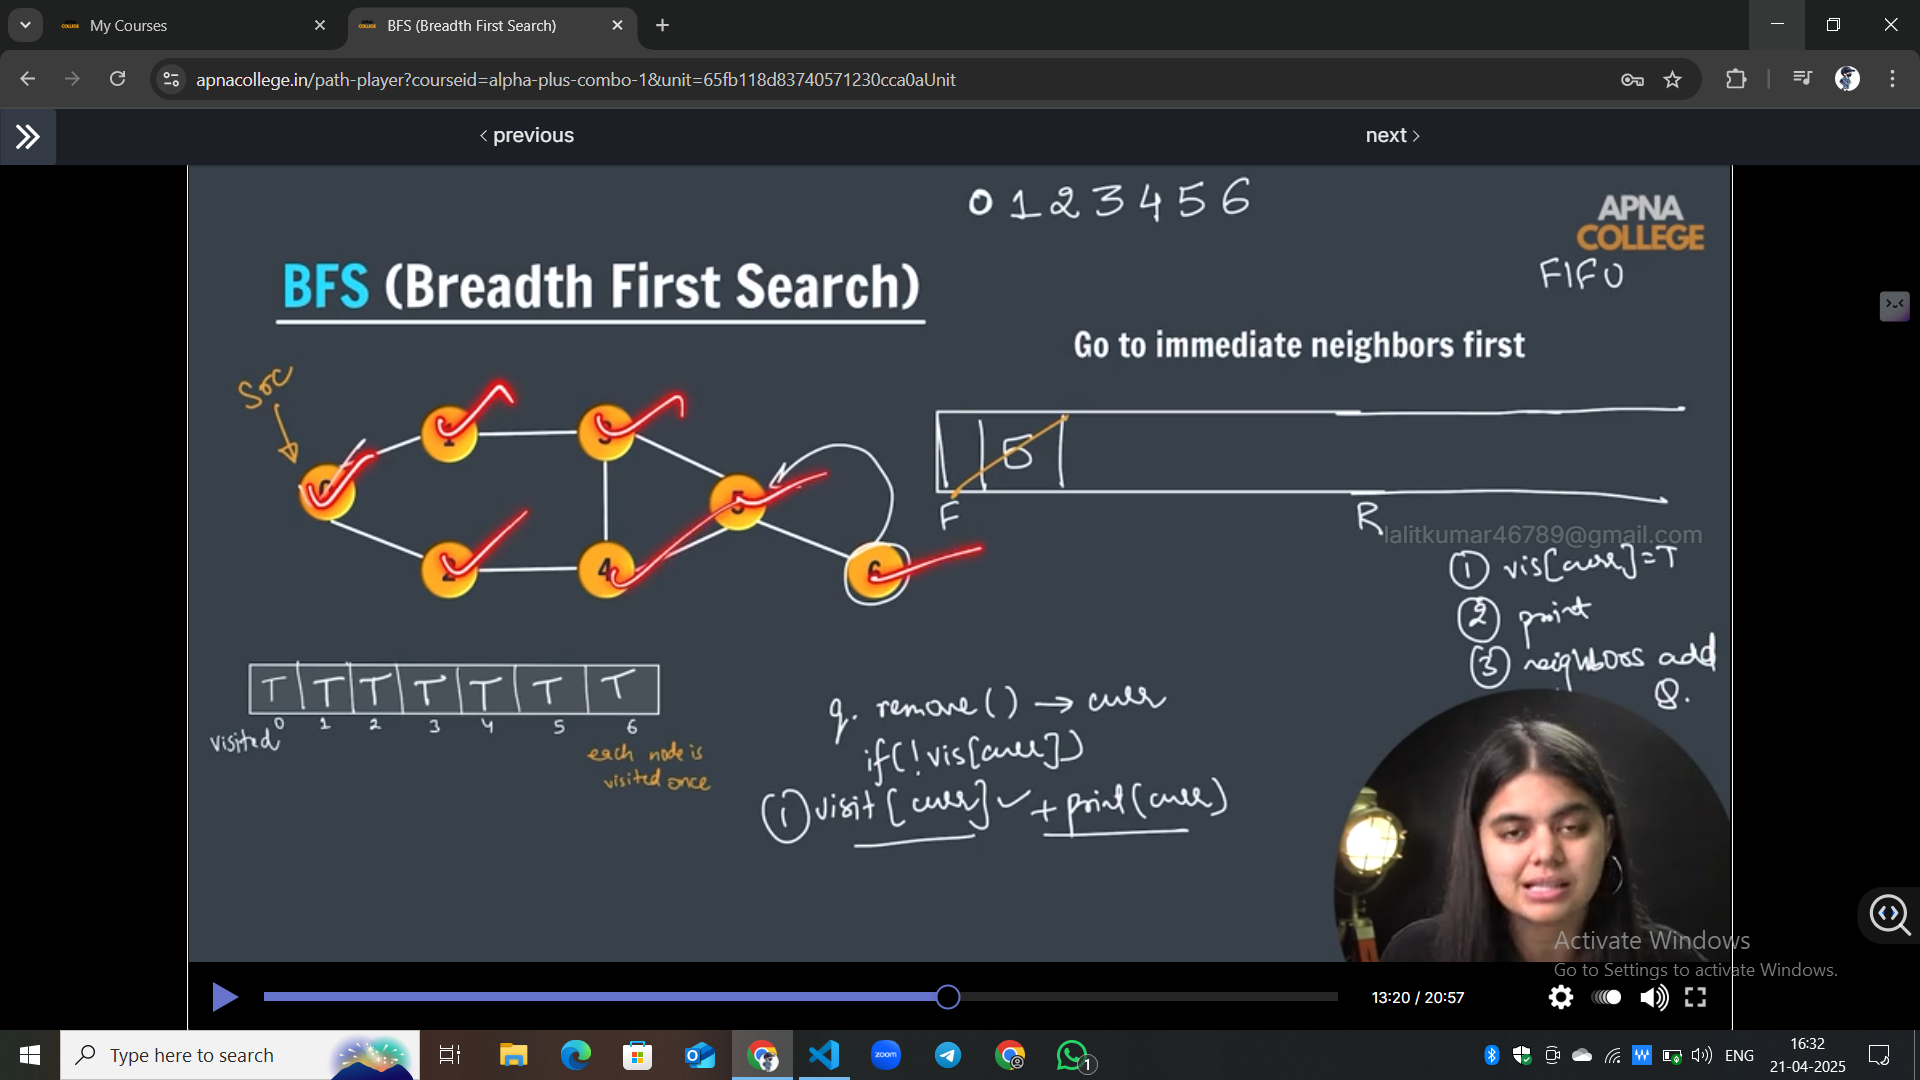 My Courses
BFS (Breadth First Search)
apnacollege.in/path-player?courseid=alpha-plus-combo-1&unit=65fb118d83740571230cca0aUnit
previous
next
0 1 2 3 4 5 6
APNA
COLLEGE
FIFO
BFS (Breadth First Search)
Go to immediate neighbors first
Src
0
1
3
5
2
4
6
5
F
R
lalitkumar46789@gmail.com
① vis[curr]=T
② print
③ neighbors add
Q.
T T T T T T T
0 1 2 3 4 5 6
visited
each node is
visited once
q. remove() → curr
if(!vis[curr])
① visit[curr] ✓ + print(curr)
Activate Windows
Go to Settings to activate Windows.
13:20 / 20:57
Type here to search
zoom
1
ENG
16:32
21-04-2025